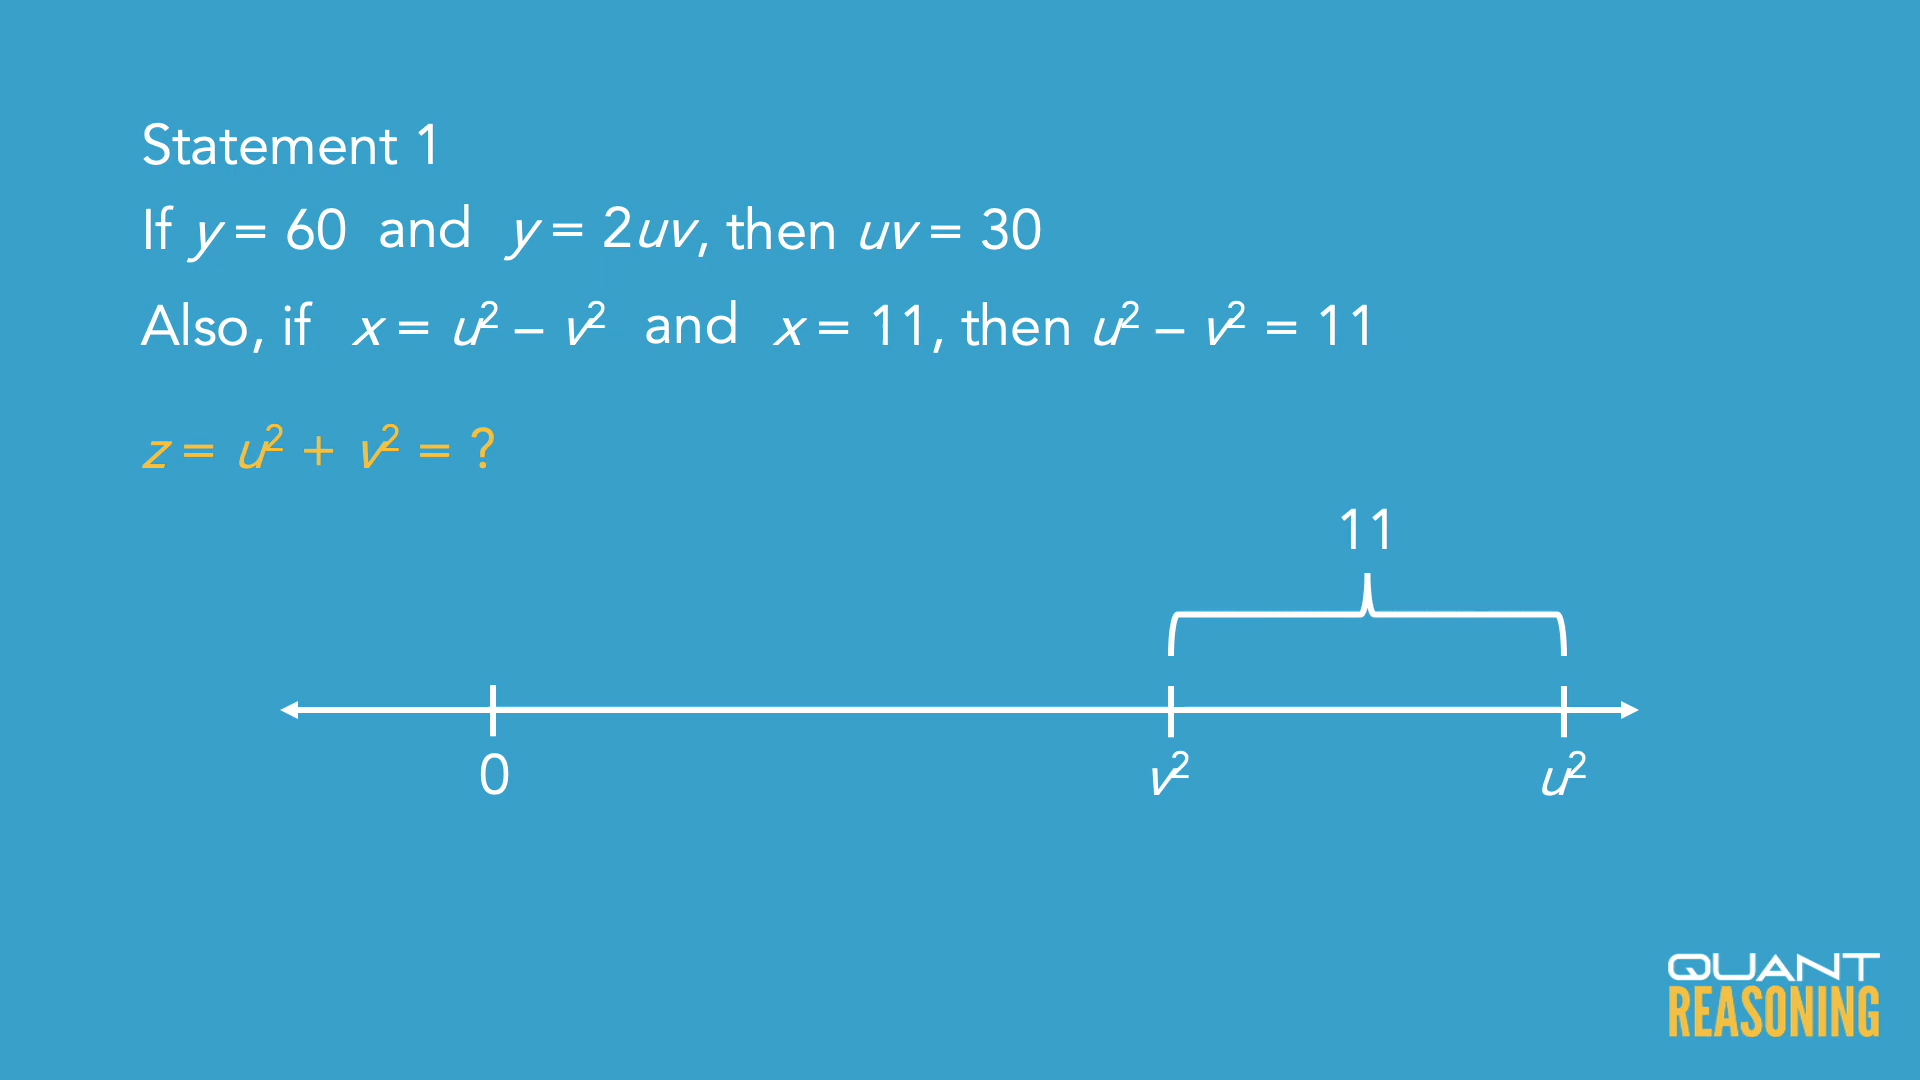 Statement 1
If y = 60 and y = 2uv, then uv = 30
Also, if x = u² – v² and x = 11, then u² – v² = 11
z = u² + v² = ?
11
0 v² u²
QUANT
REASONING